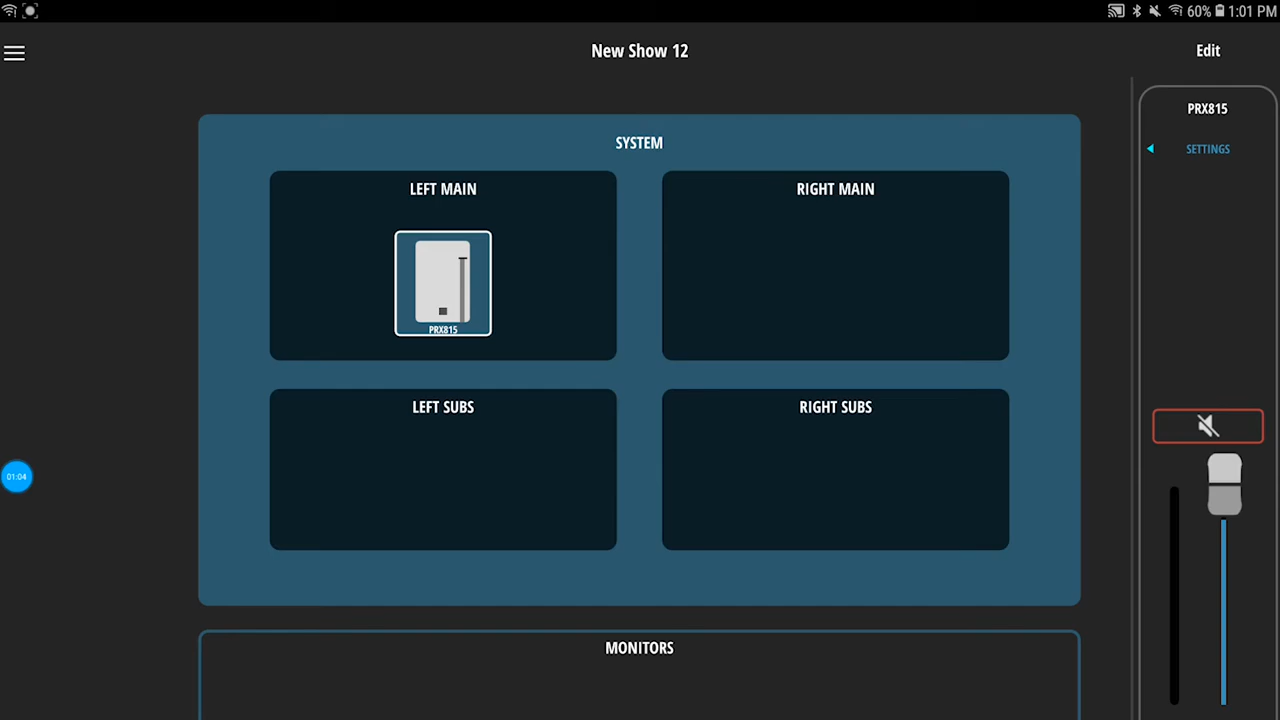 60% 1:01 PM
New Show 12
Edit
SYSTEM
LEFT MAIN
RIGHT MAIN
PRX815
LEFT SUBS
RIGHT SUBS
MONITORS
PRX815
SETTINGS
01:04